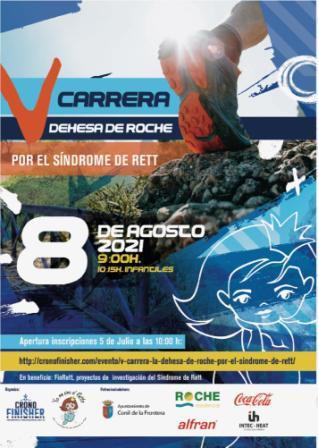 V CARRERA
DEHESA DE ROCHE
POR EL SÍNDROME DE RETT
8 DE AGOSTO
2021
9:00H.
10:15H. INFANTILES
Apertura inscripciones 5 de Julio a las 10:00 h:
http://cronofinisher.com/evento/v-carrera-la-dehesa-de-roche-por-el-sindrome-de-rett/
En beneficio: FinRett, proyectos de investigación del Síndrome de Rett
CRONO
FINISHER
Ayuntamiento de
Conil de la Frontera
ROCHE
alfran
Coca-Cola
INTEC-HEAT